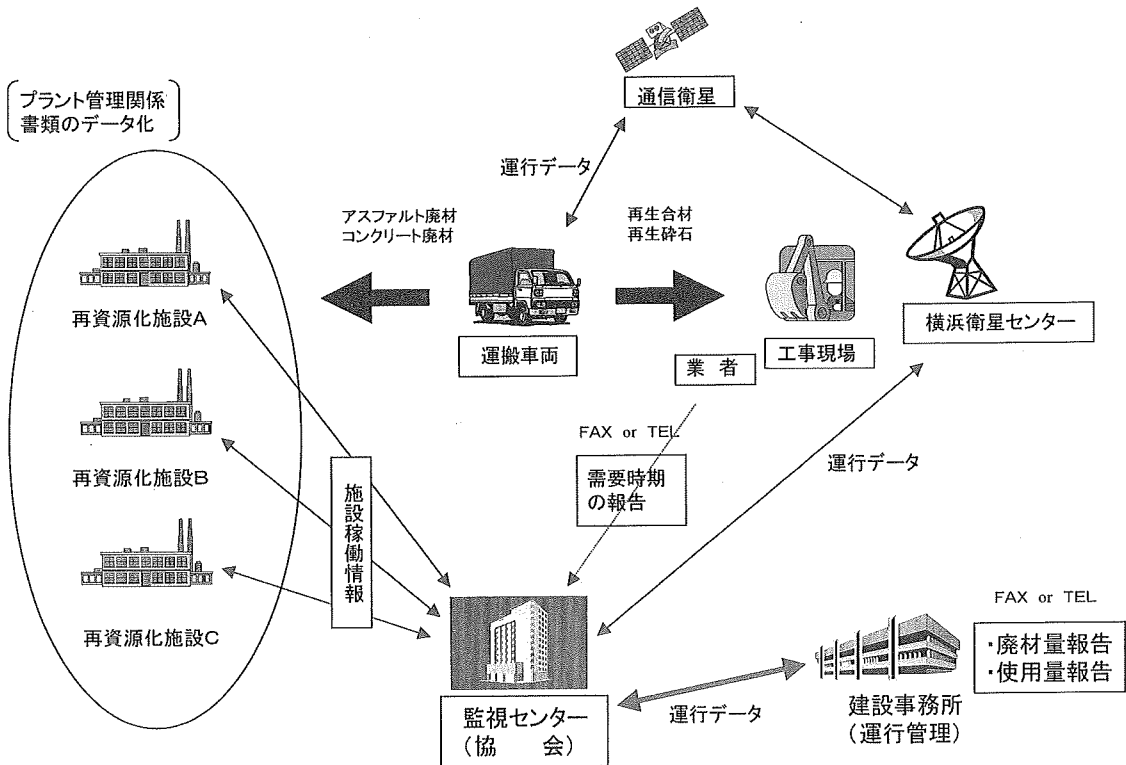 通信衛星
プラント管理関係
書類のデータ化
運行データ
アスファルト廃材
コンクリート廃材
再生合材
再生砕石
再資源化施設A
運搬車両
工事現場
横浜衛星センター
業 者
FAX or TEL
需要時期
の報告
運行データ
再資源化施設B
施設稼働情報
再資源化施設C
FAX or TEL
・廃材量報告
・使用量報告
監視センター
(協 会)
運行データ
建設事務所
(運行管理)